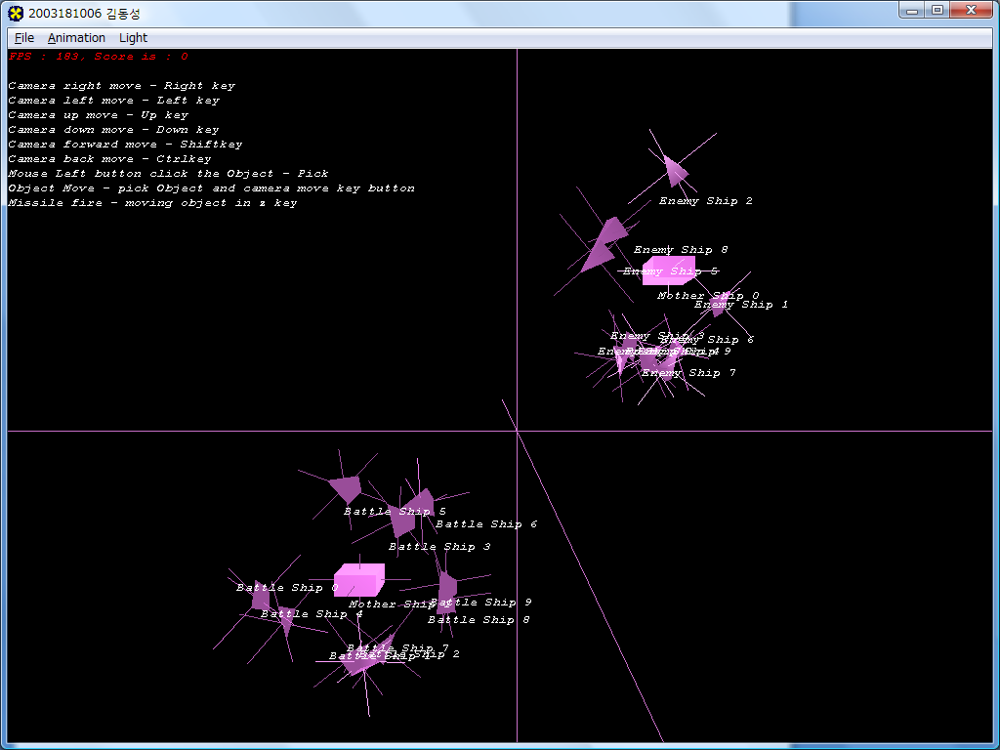 2003181006 김동성
File Animation Light
FPS : 183, Score is : 0
Camera right move - Right key
Camera left move - Left key
Camera up move - Up key
Camera down move - Down key
Camera forward move - Shiftkey
Camera back move - Ctrlkey
Mouse Left button click the Object - Pick
Object Move - pick Object and camera move key button
Missile fire - moving object in z key
Enemy Ship 2
Enemy Ship 8
Enemy Ship 5
Mother Ship 0
Enemy Ship 1
Enemy Ship 3
Enemy Ship 6
Enemy Ship 7
Battle Ship 5
Battle Ship 6
Battle Ship 3
Battle Ship 0
Mother Ship
Battle Ship 9
Battle Ship 4
Battle Ship 8
Battle Ship 7
Battle Ship 2
Battle Ship